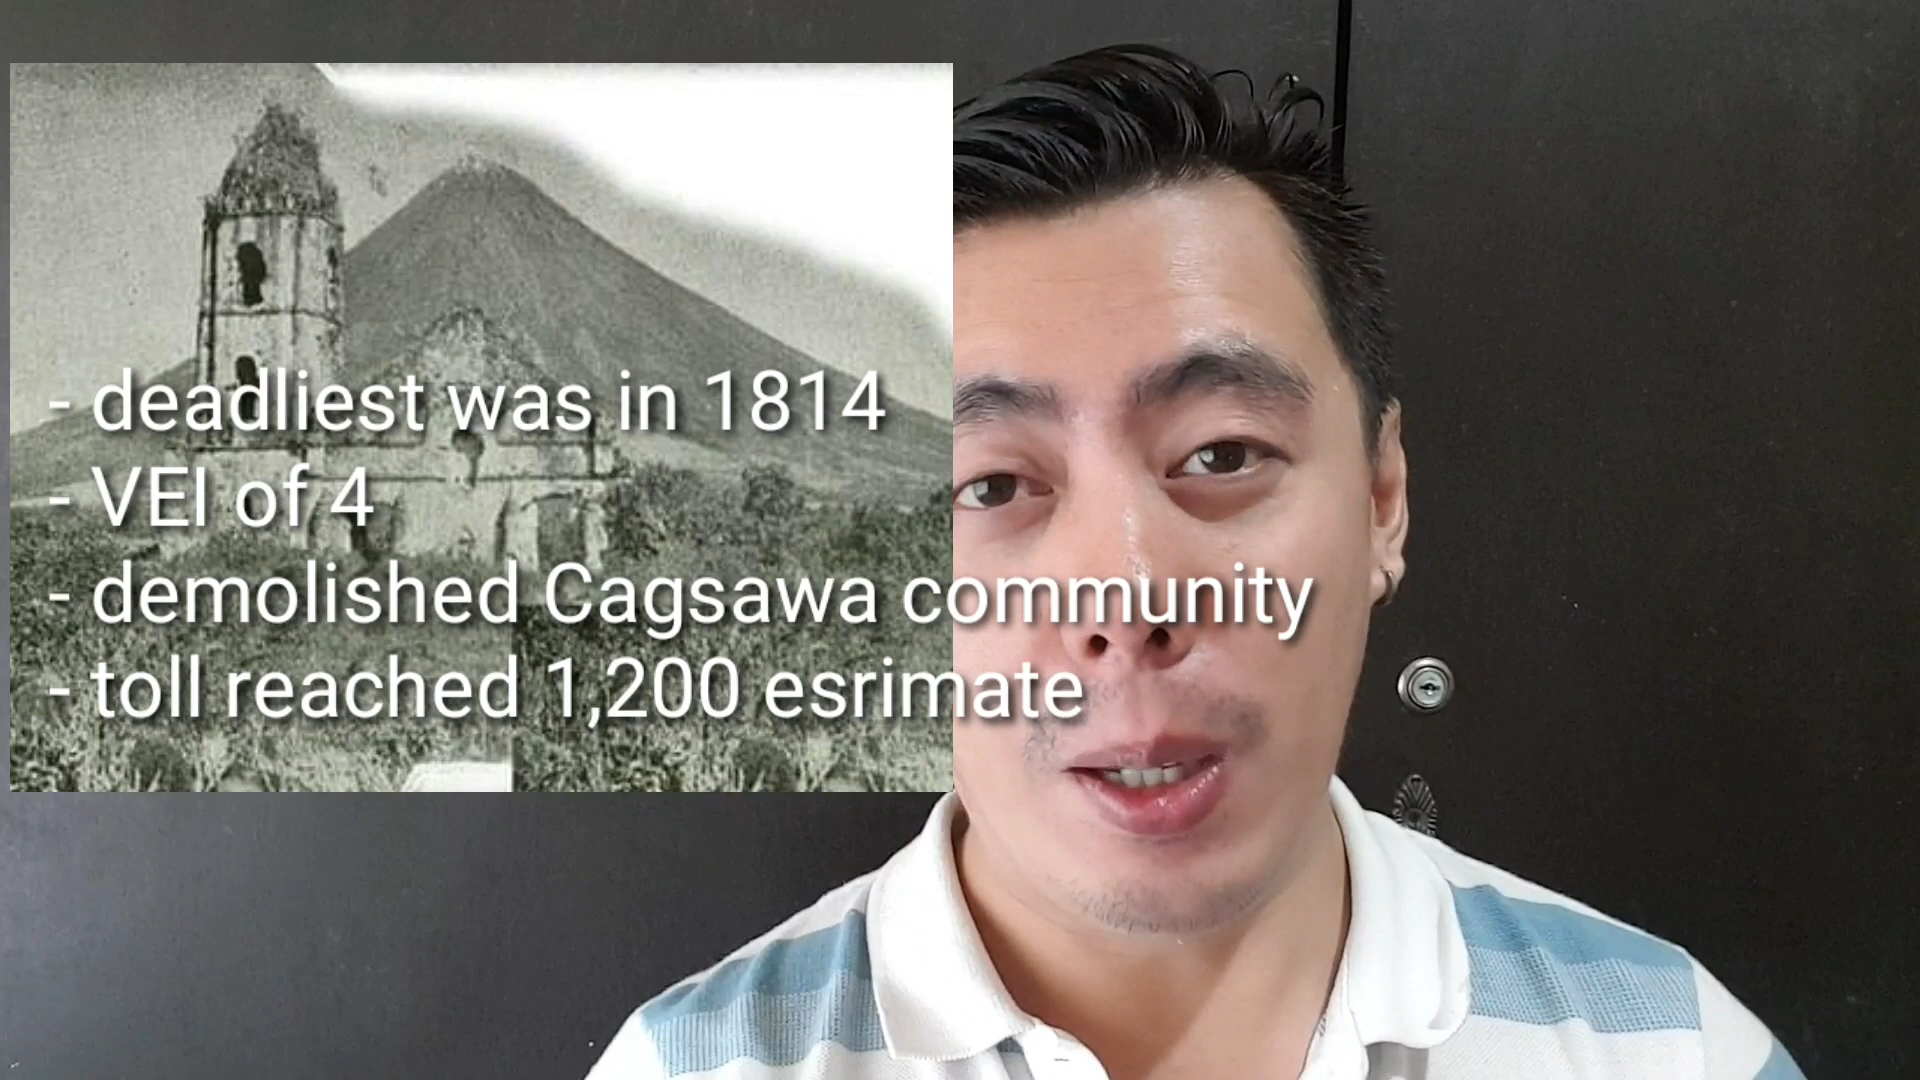 - deadliest was in 1814
- VEI of 4
- demolished Cagsawa community
- toll reached 1,200 esrimate